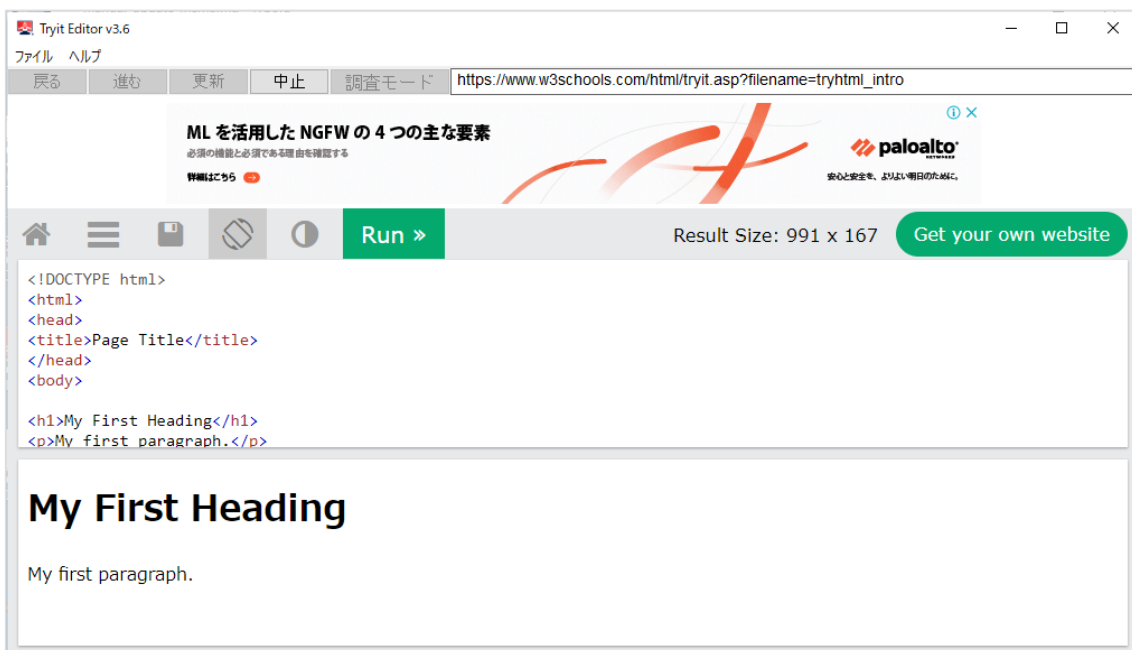 Tryit Editor v3.6
ファイル ヘルプ
戻る 進む 更新 中止 調査モード https://www.w3schools.com/html/tryit.asp?filename=tryhtml_intro
ML を活用した NGFW の 4 つの主な要素
必須の機能と必須である理由を確認する
詳細はこちら
paloalto
NETWORKS
安心と安全を、よりよい明日のために。
Run » Result Size: 991 x 167 Get your own website
<!DOCTYPE html>
<html>
<head>
<title>Page Title</title>
</head>
<body>
<h1>My First Heading</h1>
<p>My first paragraph.</p>
My First Heading
My first paragraph.